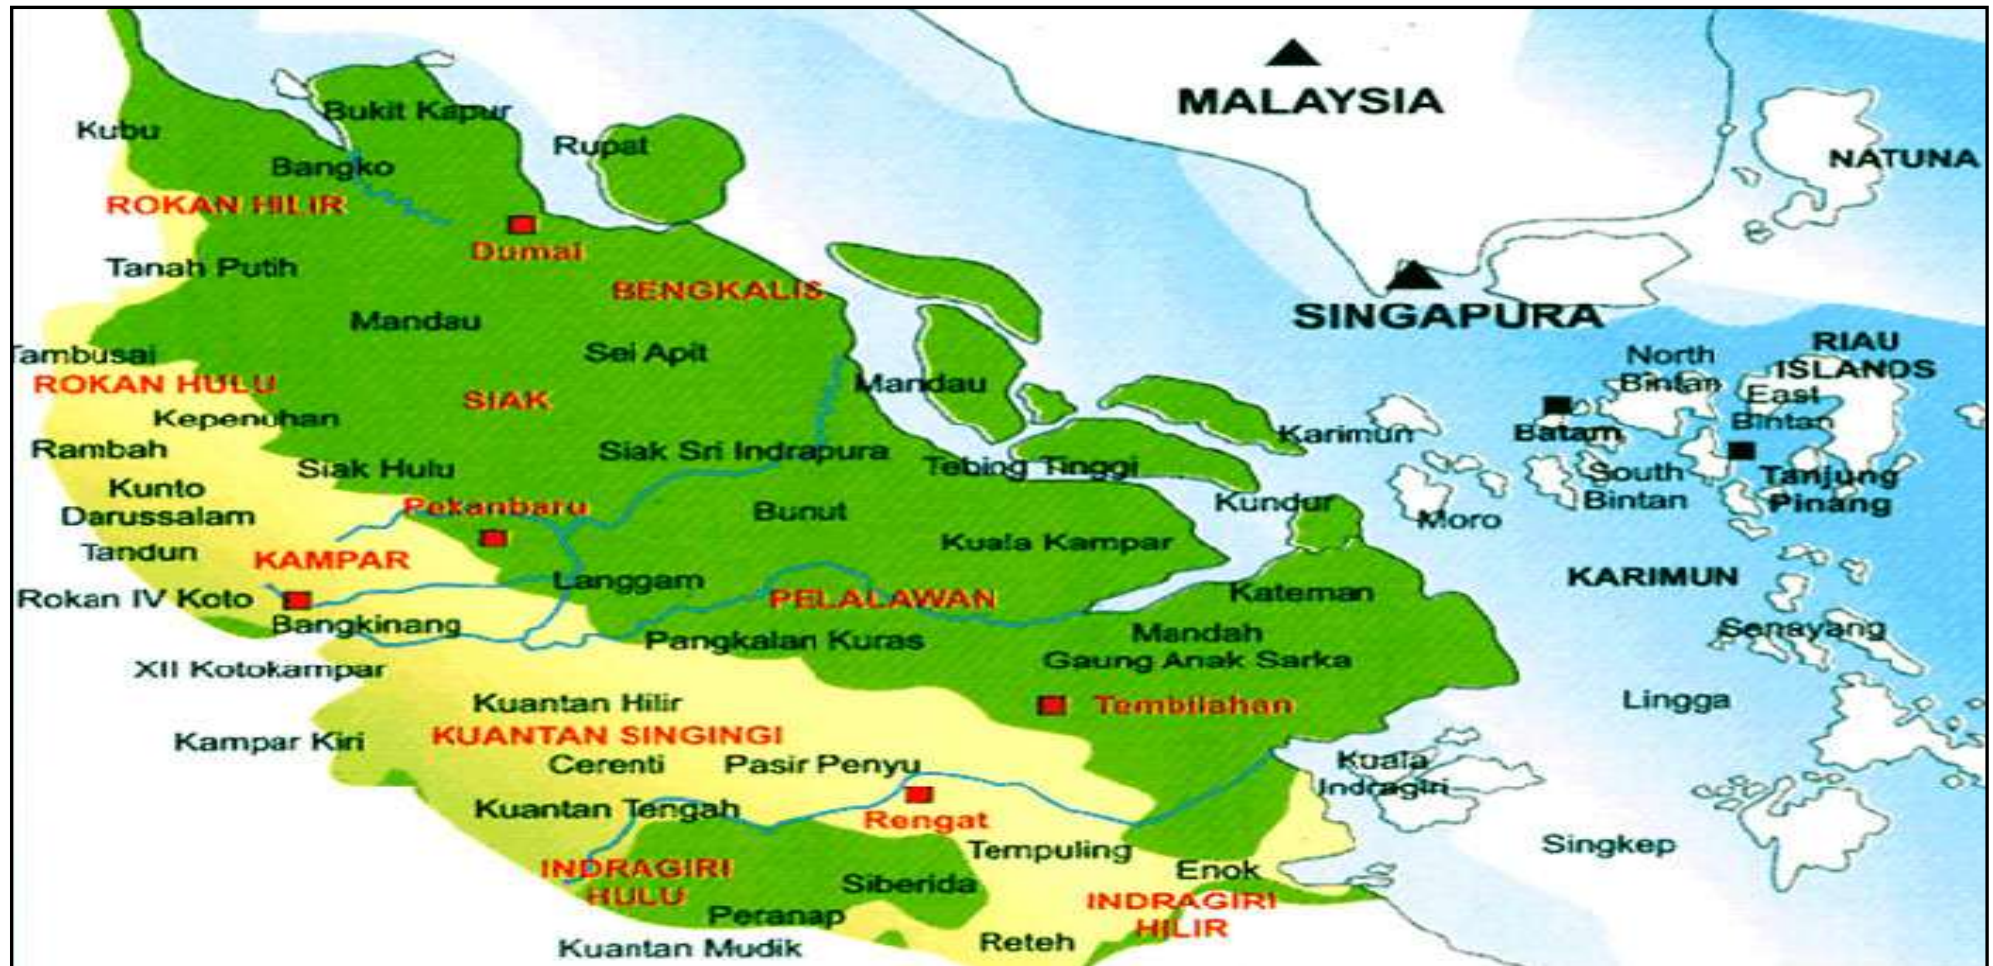 MALAYSIA
Bukit Kapur
Kubu
Rupat
NATUNA
Bangko
ROKAN HILIR
Dumai
Tanah Putih
BENGKALIS
SINGAPURA
Mandau
RIAU
ISLANDS
Tambusai
Sei Apit
North
Bintan
ROKAN HULU
Mandau
East
Bintan
SIAK
Kepenuhan
Karimun
Batam
Rambah
Siak Sri Indrapura
Siak Hulu
Tebing Tinggi
South
Bintan
Tanjung
Pinang
Kunto
Darussalam
Pekanbaru
Bunut
Kundur
Moro
Tandun
KAMPAR
Kuala Kampar
Langgam
KARIMUN
Rokan IV Koto
PELALAWAN
Kateman
Bangkinang
Pangkalan Kuras
Mandah
Senayang
Gaung Anak Sarka
XII Kotokampar
Kuantan Hilir
Tembilahan
Lingga
Kampar Kiri
KUANTAN SINGINGI
Cerenti
Pasir Penyu
Kuala
Indragiri
Kuantan Tengah
Rengat
Tempuling
Singkep
INDRAGIRI
HULU
Siberida
Enok
Peranap
INDRAGIRI
HILIR
Kuantan Mudik
Reteh